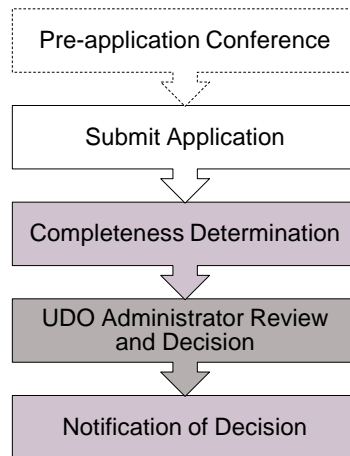 Pre-application Conference
Submit Application
Completeness Determination
UDO Administrator Review
and Decision
Notification of Decision